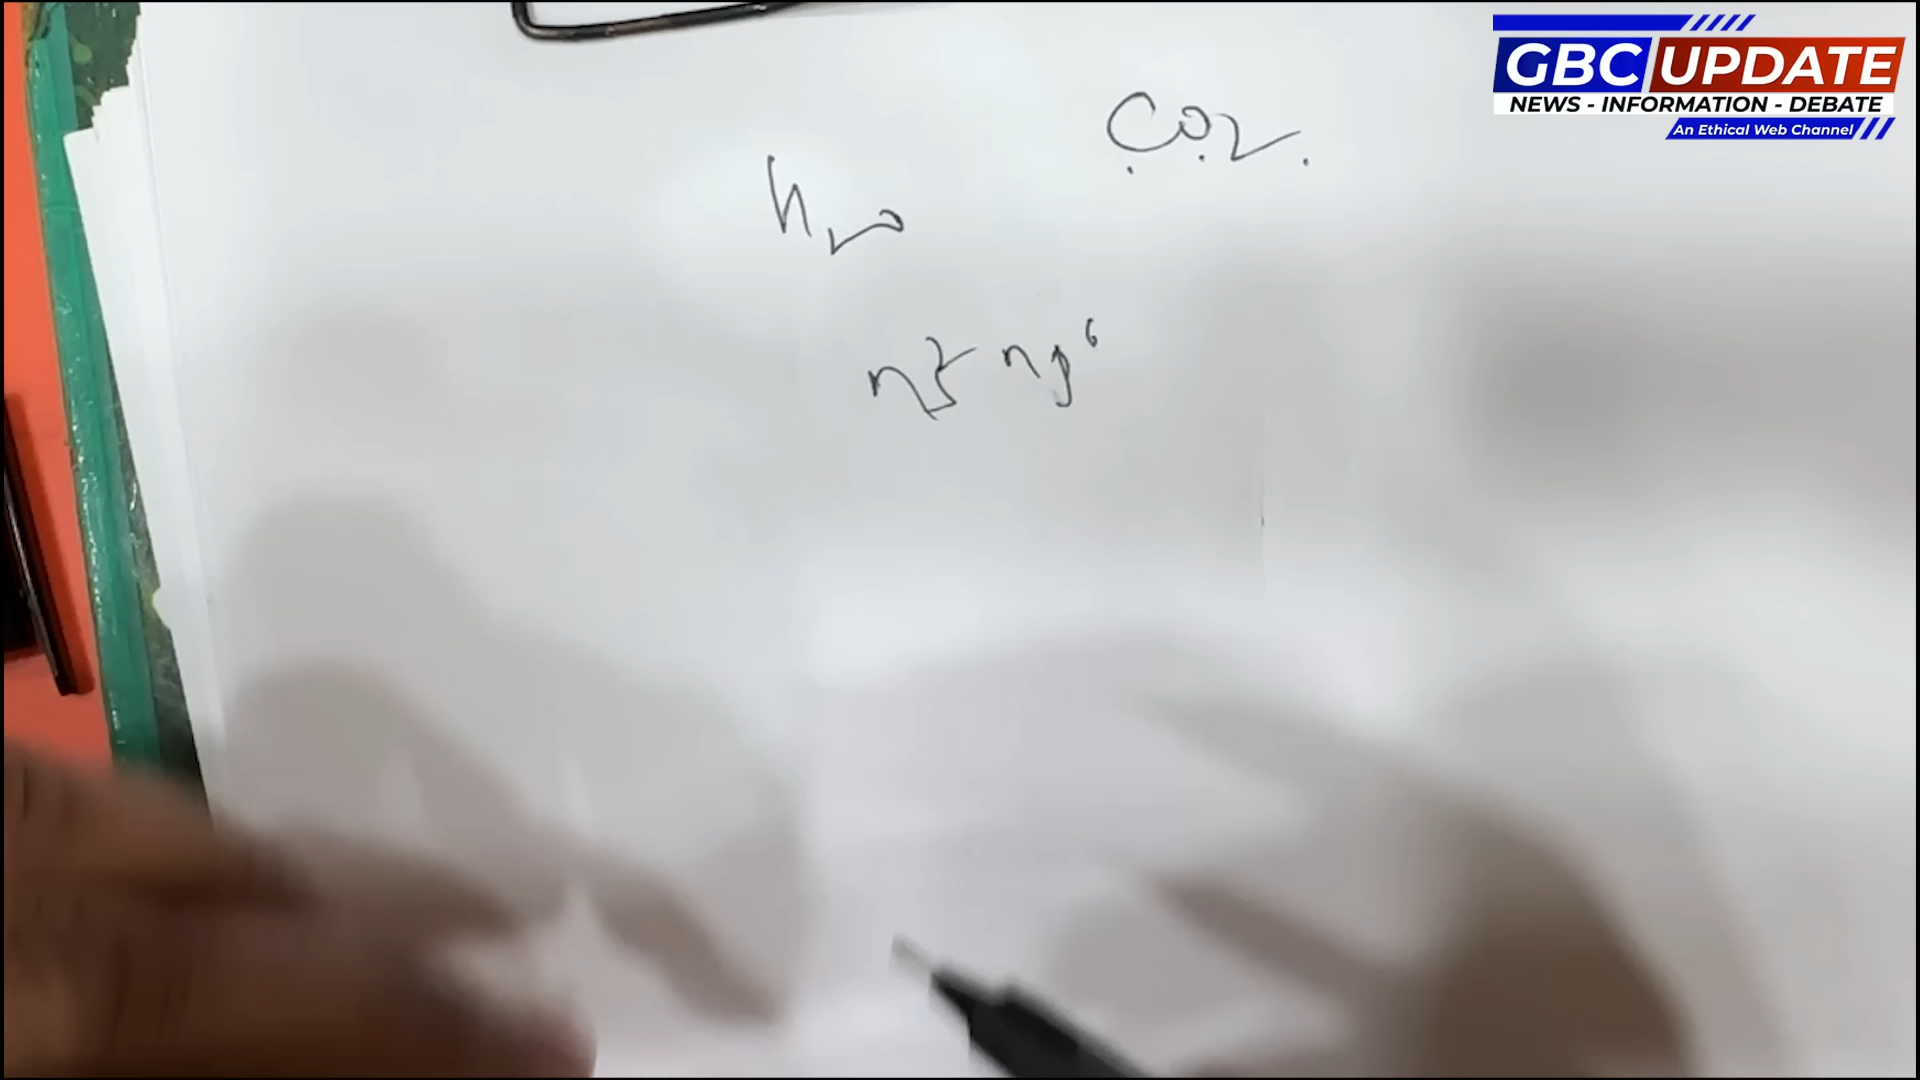 GBC UPDATE
NEWS - INFORMATION - DEBATE
An Ethical Web Channel
CO2
h2o